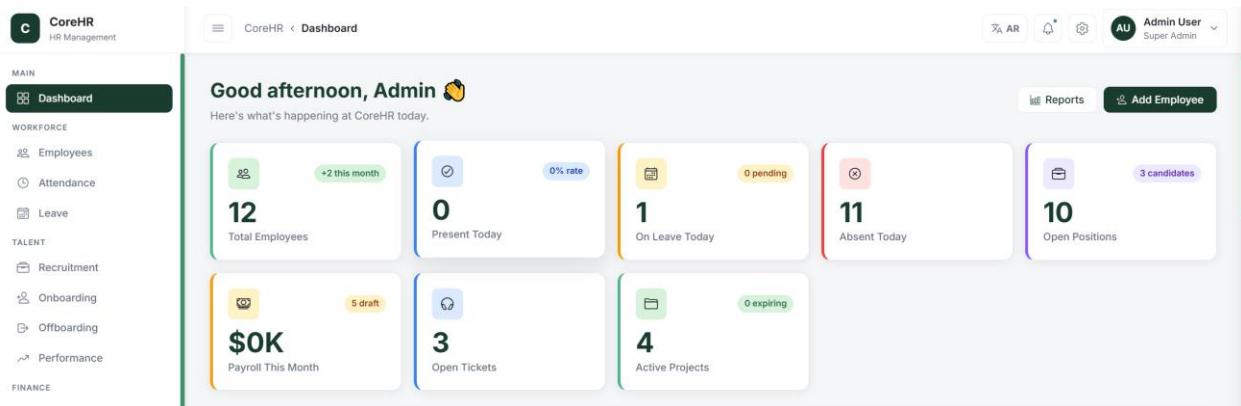 C
CoreHR
HR Management
MAIN
Dashboard
WORKFORCE
Employees
Attendance
Leave
TALENT
Recruitment
Onboarding
Offboarding
Performance
FINANCE
CoreHR < Dashboard
AR
AU
Admin User
Super Admin
Good afternoon, Admin 👋
Here's what's happening at CoreHR today.
Reports
Add Employee
+2 this month
12
Total Employees
0% rate
0
Present Today
0 pending
1
On Leave Today
11
Absent Today
3 candidates
10
Open Positions
5 draft
$0K
Payroll This Month
3
Open Tickets
0 expiring
4
Active Projects